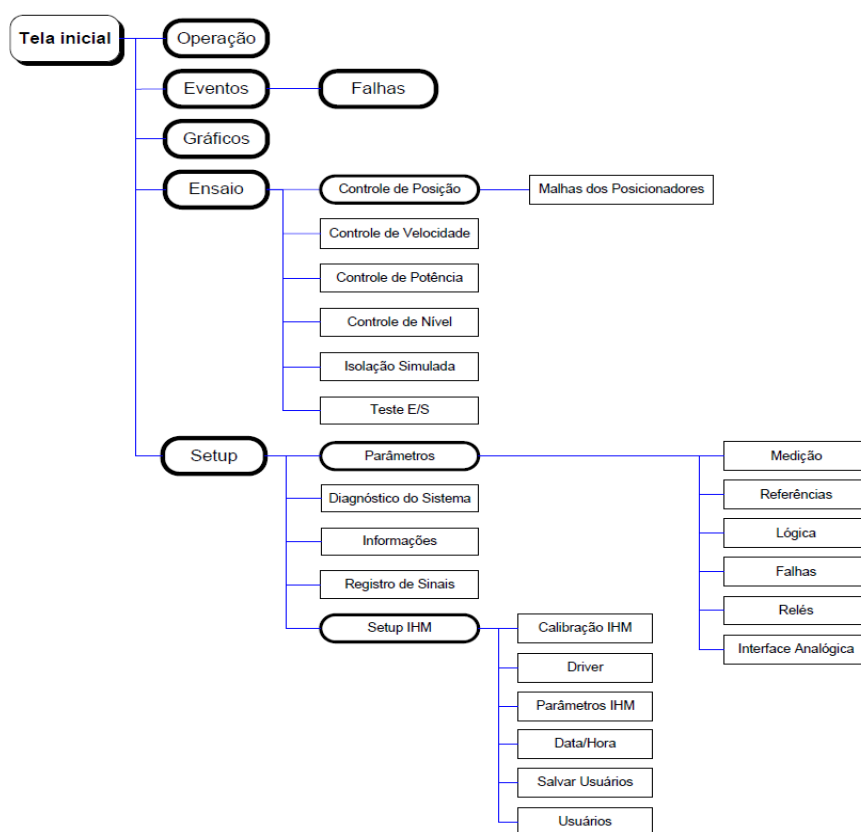 Tela inicial
Operação
Eventos
Falhas
Gráficos
Ensaio
Controle de Posição
Malhas dos Posicionadores
Controle de Velocidade
Controle de Potência
Controle de Nível
Isolação Simulada
Teste E/S
Setup
Parâmetros
Medição
Diagnóstico do Sistema
Referências
Informações
Lógica
Registro de Sinais
Falhas
Relés
Setup IHM
Calibração IHM
Interface Analógica
Driver
Parâmetros IHM
Data/Hora
Salvar Usuários
Usuários